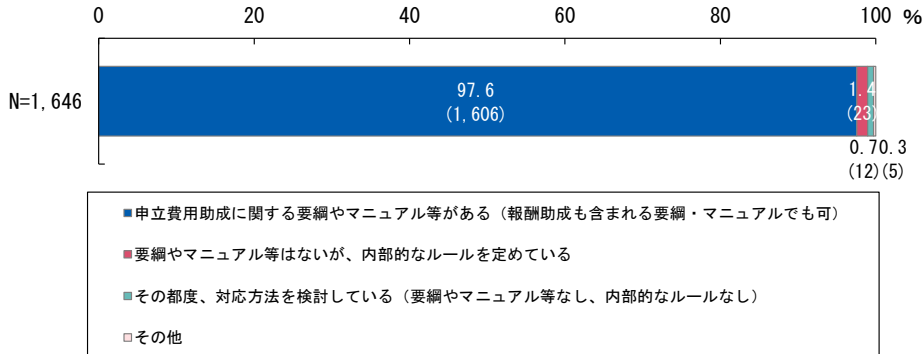 0 20 40 60 80 100 %
N=1,646
97.6 1.4
(1,606) (23)
0.7 0.3
(12) (5)
■申立費用助成に関する要綱やマニュアル等がある（報酬助成も含まれる要綱・マニュアルでも可）
■要綱やマニュアル等はないが、内部的なルールを定めている
■その都度、対応方法を検討している（要綱やマニュアル等なし、内部的なルールなし）
□その他